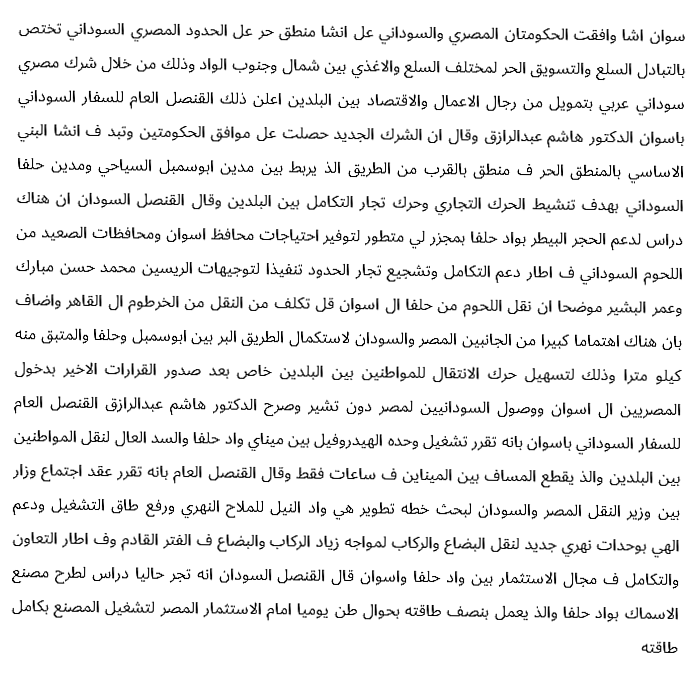 سوان اشا وافقت الحكومتان المصري والسوداني عل انشا منطق حر عل الحدود المصري السوداني تختص
بالتبادل السلع والتسويق الحر لمختلف السلع والاغذي بين شمال وجنوب الواد وذلك من خلال شرك مصري
سوداني عربي بتمويل من رجال الاعمال والاقتصاد بين البلدين اعلن ذلك القنصل العام للسفار السوداني
باسوان الدكتور هاشم عبدالرازق وقال ان الشرك الجديد حصلت عل موافق الحكومتين وتبد ف انشا البني
الاساسي بالمنطق الحر ف منطق بالقرب من الطريق الذ يربط بين مدين ابوسمبل السياحي ومدين حلفا
السوداني بهدف تنشيط الحرك التجاري وحرك تجار التكامل بين البلدين وقال القنصل السودان ان هناك
دراس لدعم الحجر البيطر بواد حلفا بمجزر لي متطور لتوفير احتياجات محافظ اسوان ومحافظات الصعيد من
اللحوم السوداني ف اطار دعم التكامل وتشجيع تجار الحدود تنفيذا لتوجيهات الريسين محمد حسن مبارك
وعمر البشير موضحا ان نقل اللحوم من حلفا ال اسوان قل تكلف من النقل من الخرطوم ال القاهر واضاف
بان هناك اهتماما كبيرا من الجانبين المصر والسودان لاستكمال الطريق البر بين ابوسمبل وحلفا والمتبق منه
كيلو مترا وذلك لتسهيل حرك الانتقال للمواطنين بين البلدين خاص بعد صدور القرارات الاخير بدخول
المصريين ال اسوان ووصول السودانيين لمصر دون تشير وصرح الدكتور هاشم عبدالرازق القنصل العام
للسفار السوداني باسوان بانه تقرر تشغيل وحده الهيدروفيل بين ميناي واد حلفا والسد العال لنقل المواطنين
بين البلدين والذ يقطع المساف بين الميناين ف ساعات فقط وقال القنصل العام بانه تقرر عقد اجتماع وزار
بين وزير النقل المصر والسودان لبحث خطه تطوير هي واد النيل للملاح النهري ورفع طاق التشغيل ودعم
الهي بوحدات نهري جديد لنقل البضاع والركاب لمواجه زياد الركاب والبضاع ف الفتر القادم وف اطار التعاون
والتكامل ف مجال الاستثمار بين واد حلفا واسوان قال القنصل السودان انه تجر حاليا دراس لطرح مصنع
الاسماك بواد حلفا والذ يعمل بنصف طاقته بحوال طن يوميا امام الاستثمار المصر لتشغيل المصنع بكامل
طاقته